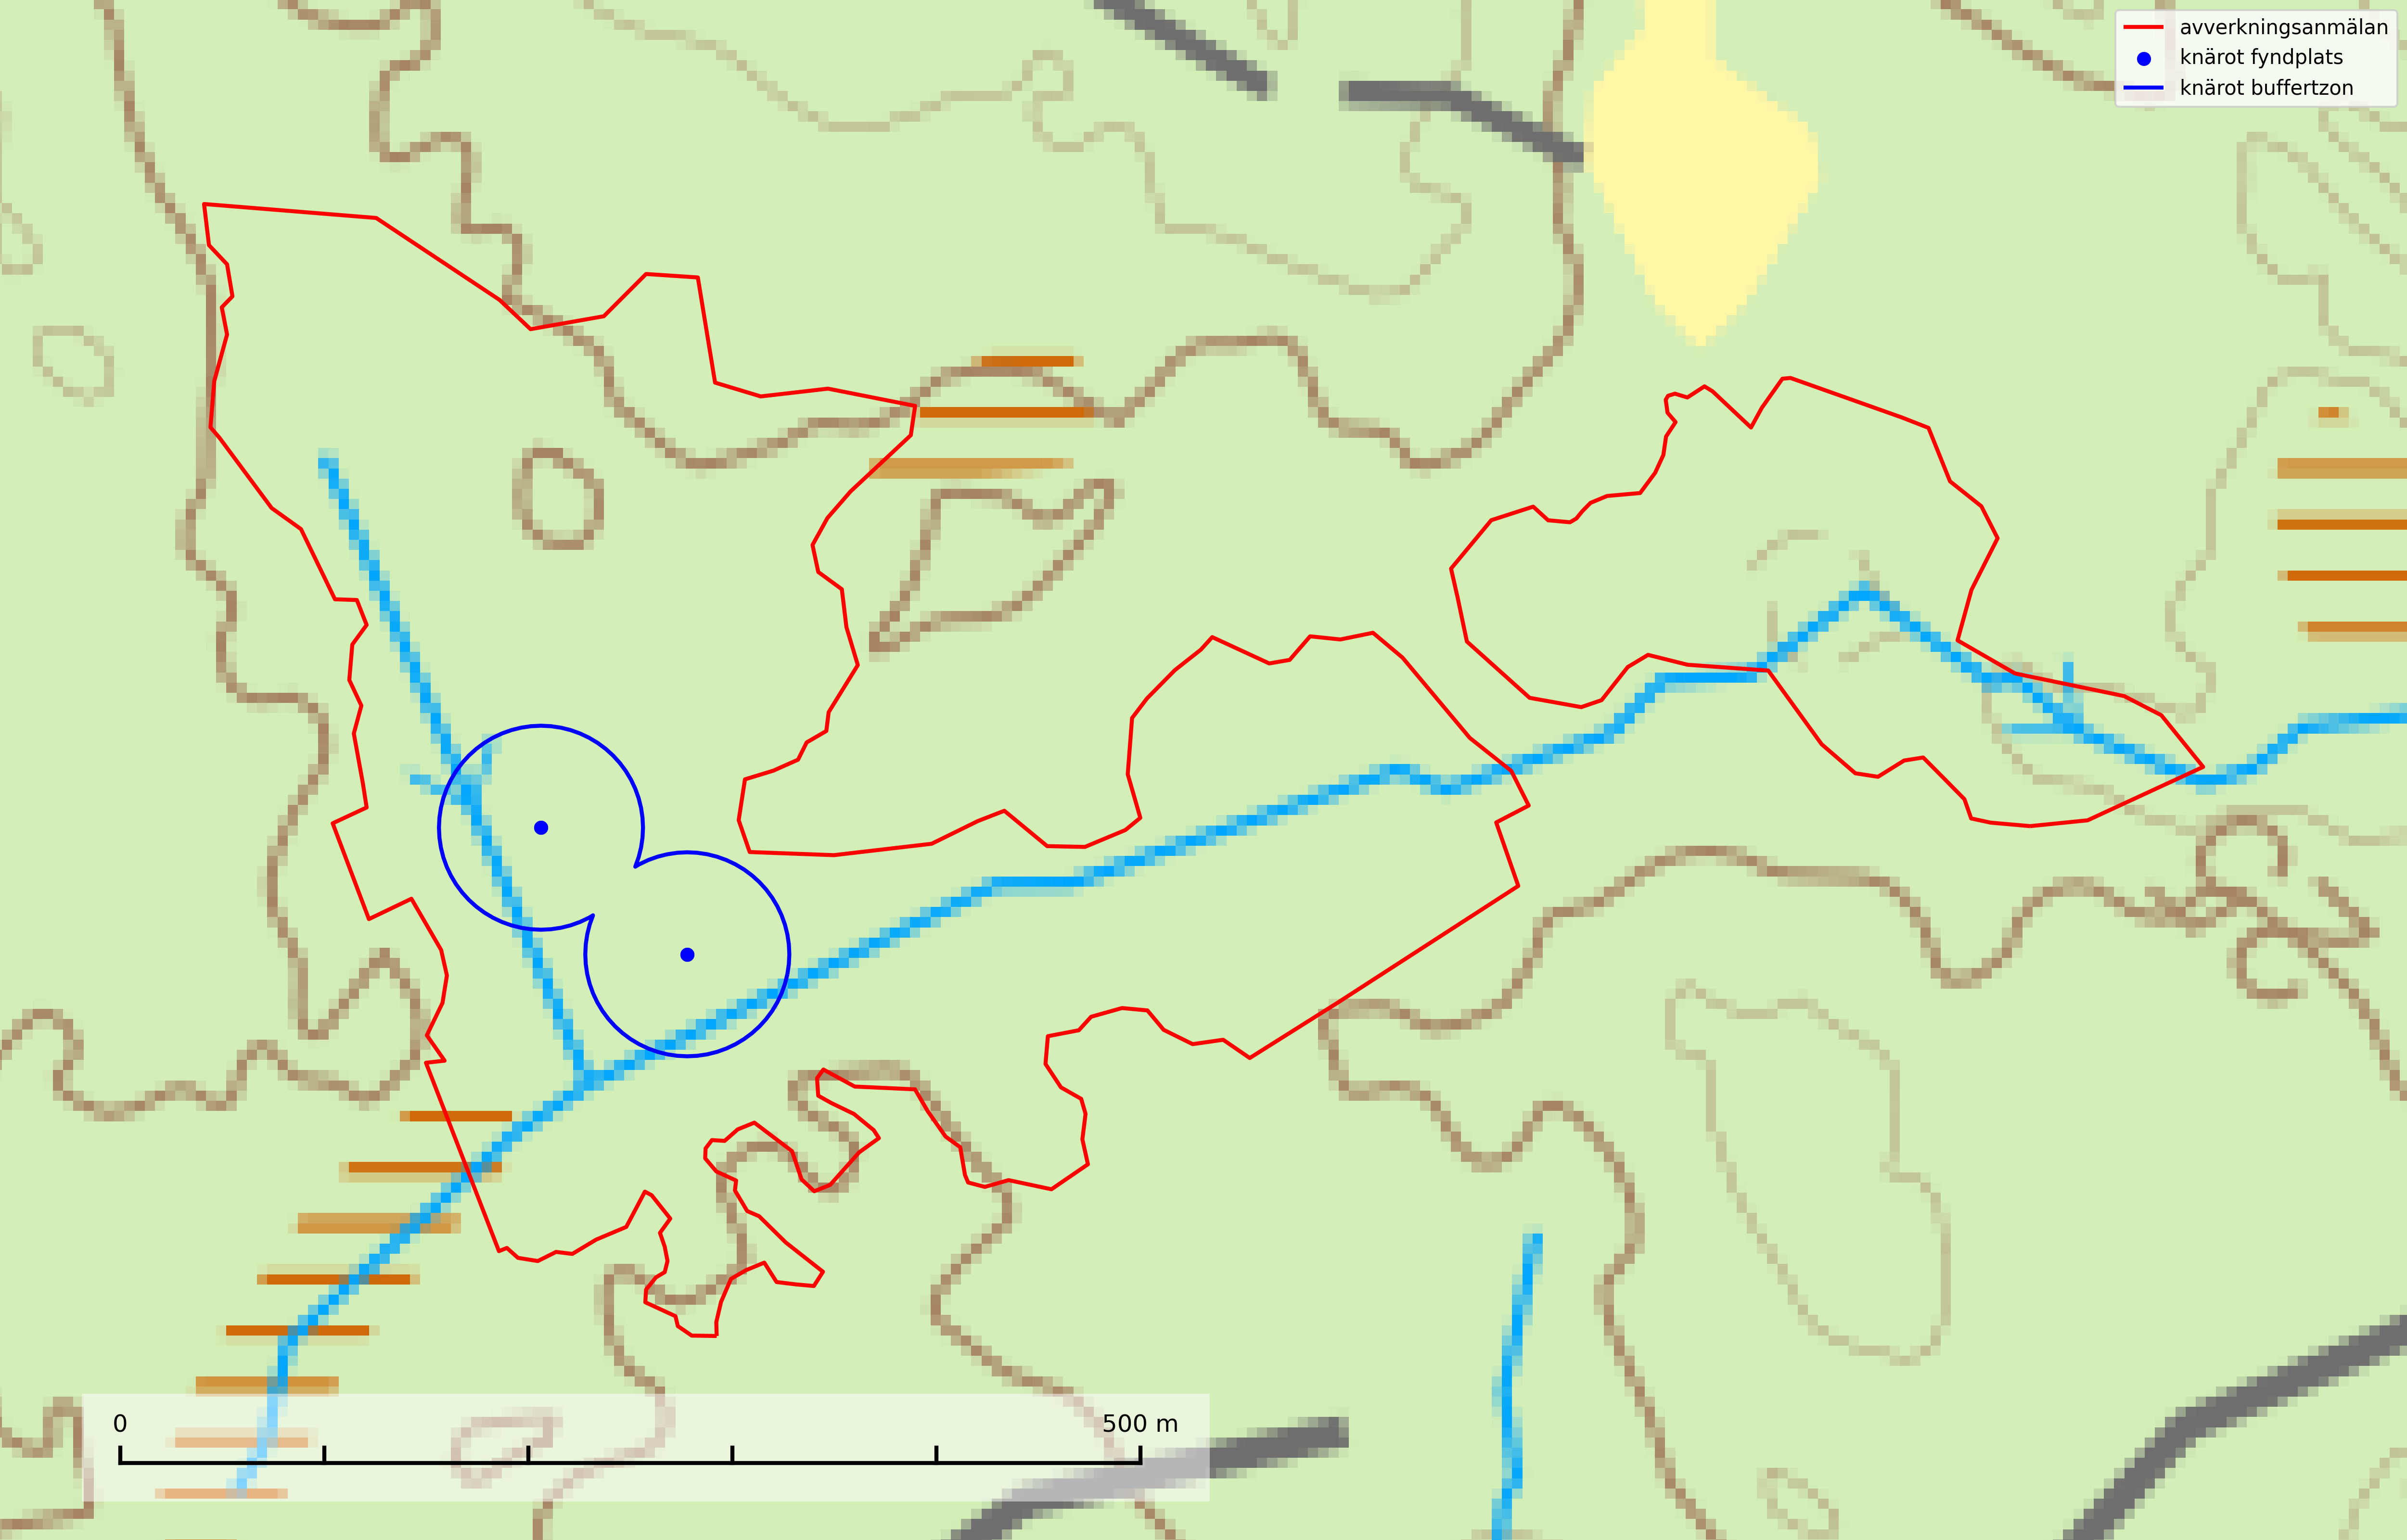 avverkningsanmälan
knärot fyndplats
knärot buffertzon
0 500 m